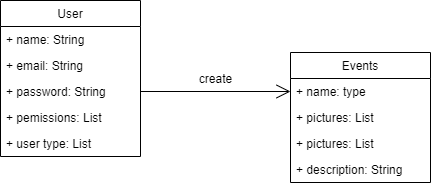 User
+ name: String
+ email: String
+ password: String
+ pemissions: List
+ user type: List
create
Events
+ name: type
+ pictures: List
+ pictures: List
+ description: String